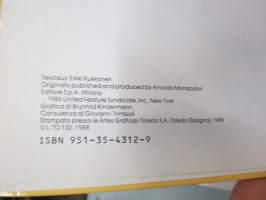 Tekstaus: Erkki Kukkonen
Originally published and produced by Arnoldo Mondadori
Editore S.p.A., Milano
1986 United Feature Syndicate, Inc., New York
Grafica di Brunhild Kindermann
Consulenza di Giovanni Trimboli
Stampato presso le Artes Graficas Toledo S.A., Toledo (Spagna), 1988
D.L. TO: 132-1988
ISBN 951-35-4312-9